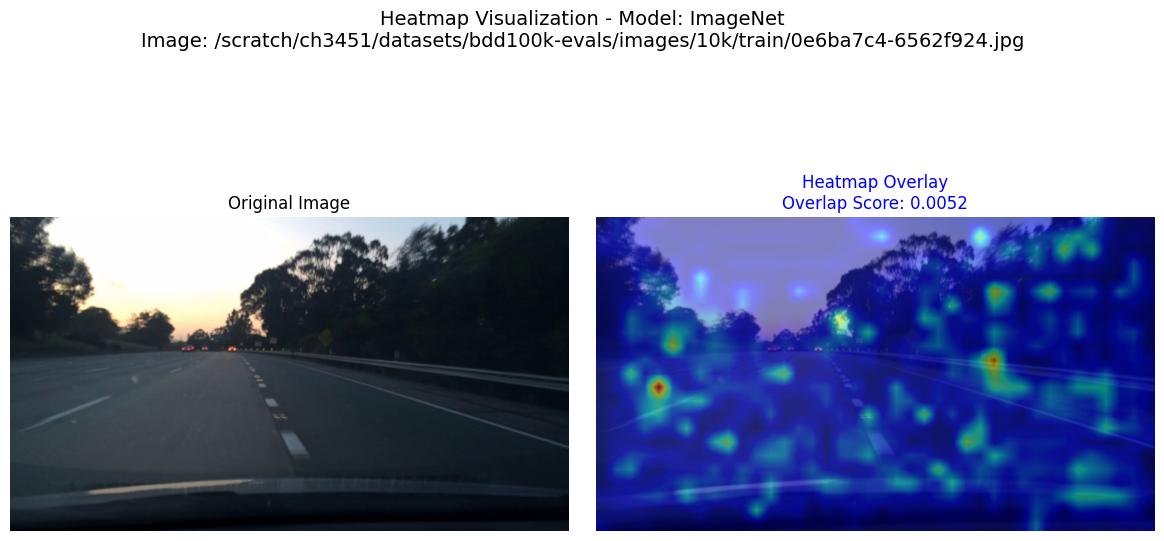 Heatmap Visualization - Model: ImageNet
Image: /scratch/ch3451/datasets/bdd100k-evals/images/10k/train/0e6ba7c4-6562f924.jpg
Original Image
Heatmap Overlay
Overlap Score: 0.0052